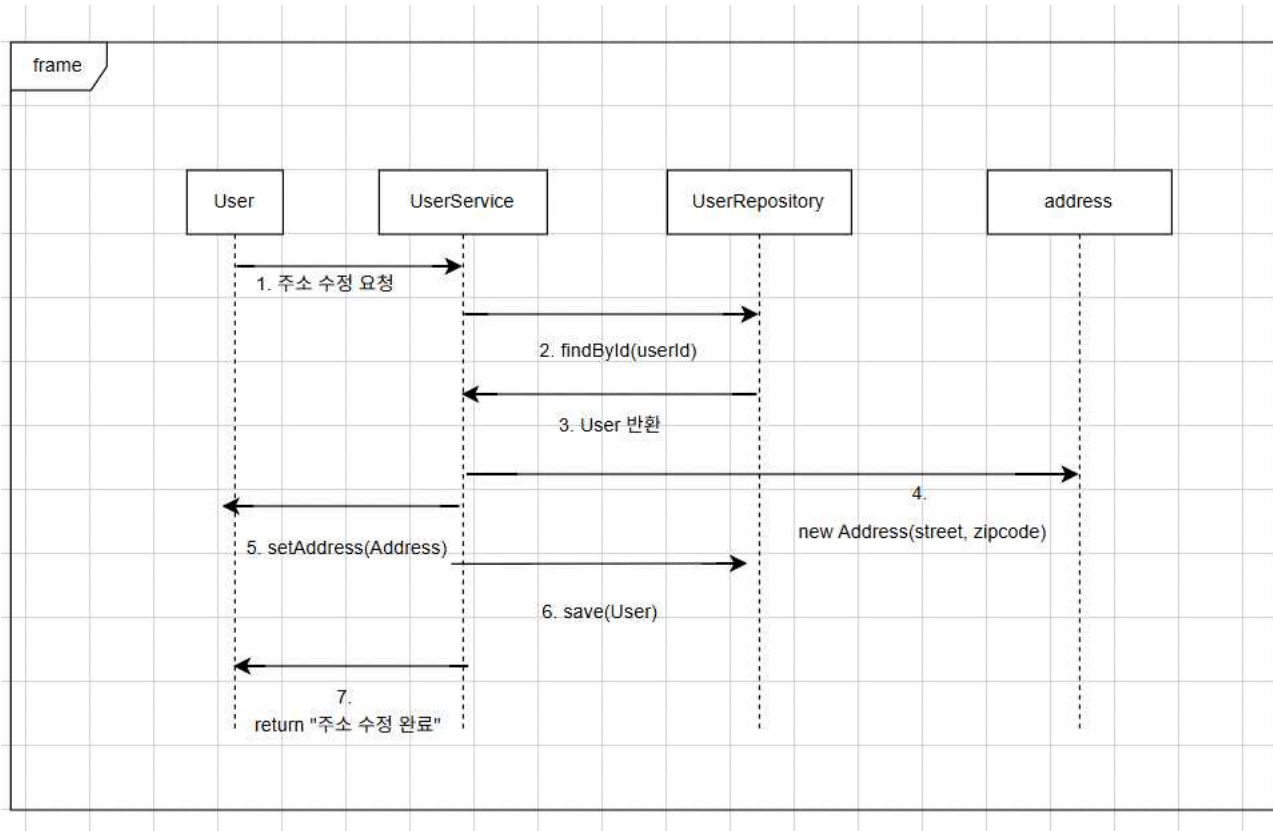 frame
User
UserService
UserRepository
address
1. 주소 수정 요청
2. findById(userId)
3. User 반환
4.
new Address(street, zipcode)
5. setAddress(Address)
6. save(User)
7.
return "주소 수정 완료"